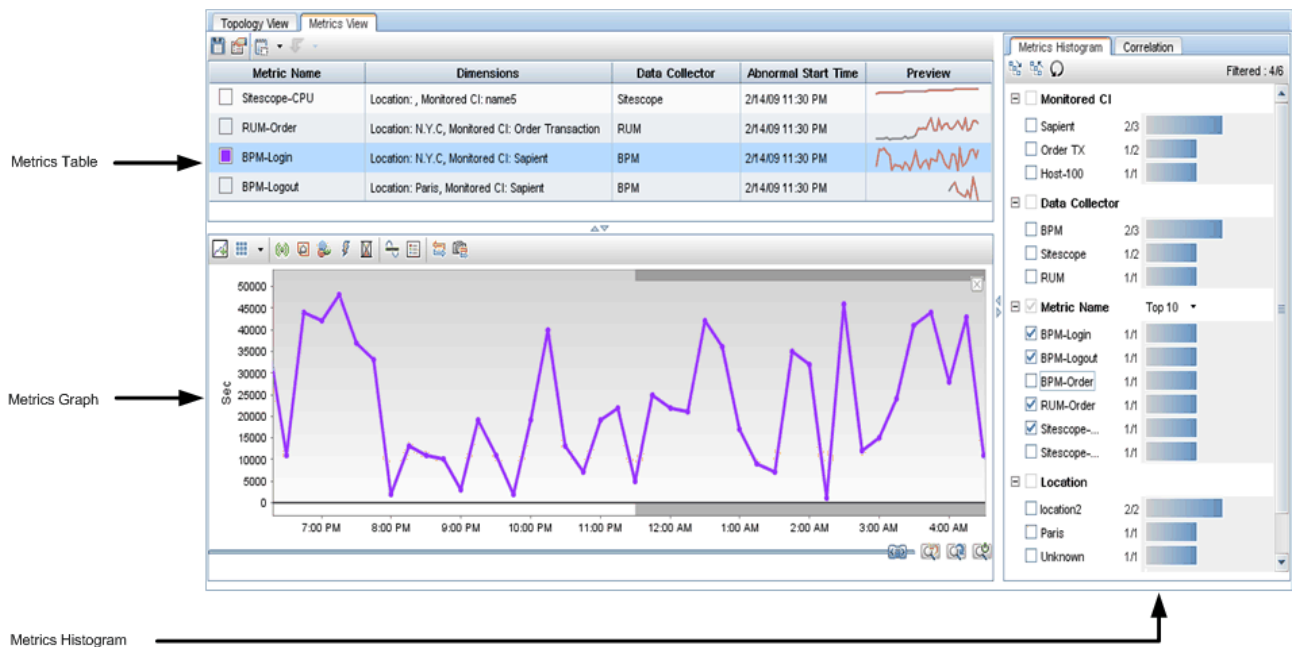 Topology View Metrics View
Metric Name Dimensions Data Collector Abnormal Start Time Preview
Sitescope-CPU Location: , Monitored CI: name5 Sitescope 2/14/09 11:30 PM
RUM-Order Location: N.Y.C, Monitored CI: Order Transaction RUM 2/14/09 11:30 PM
BPM-Login Location: N.Y.C, Monitored CI: Sapient BPM 2/14/09 11:30 PM
BPM-Logout Location: Paris, Monitored CI: Sapient BPM 2/14/09 11:30 PM
Metrics Table
Metrics Graph
Sec
50000
45000
40000
35000
30000
25000
20000
15000
10000
5000
0
7:00 PM 8:00 PM 9:00 PM 10:00 PM 11:00 PM 12:00 AM 1:00 AM 2:00 AM 3:00 AM 4:00 AM
Metrics Histogram Correlation
Filtered : 4/6
Monitored CI
Sapient 2/3
Order TX 1/2
Host-100 1/1
Data Collector
BPM 2/3
Sitescope 1/2
RUM 1/1
Metric Name Top 10
BPM-Login 1/1
BPM-Logout 1/1
BPM-Order 1/1
RUM-Order 1/1
Sitescope-... 1/1
Sitescope-... 1/1
Location
location2 2/2
Paris 1/1
Unknown 1/1
Metrics Histogram